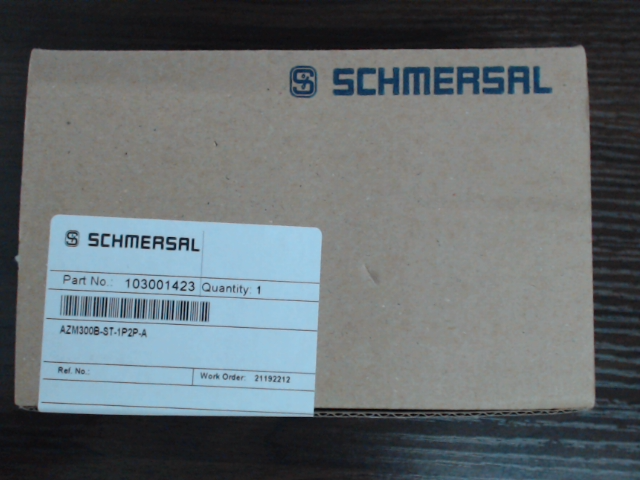 SCHMERSAL
SCHMERSAL
Part No.: 103001423 Quantity: 1
AZM300B-ST-1P2P-A
Ref. No.:
Work Order: 21192212